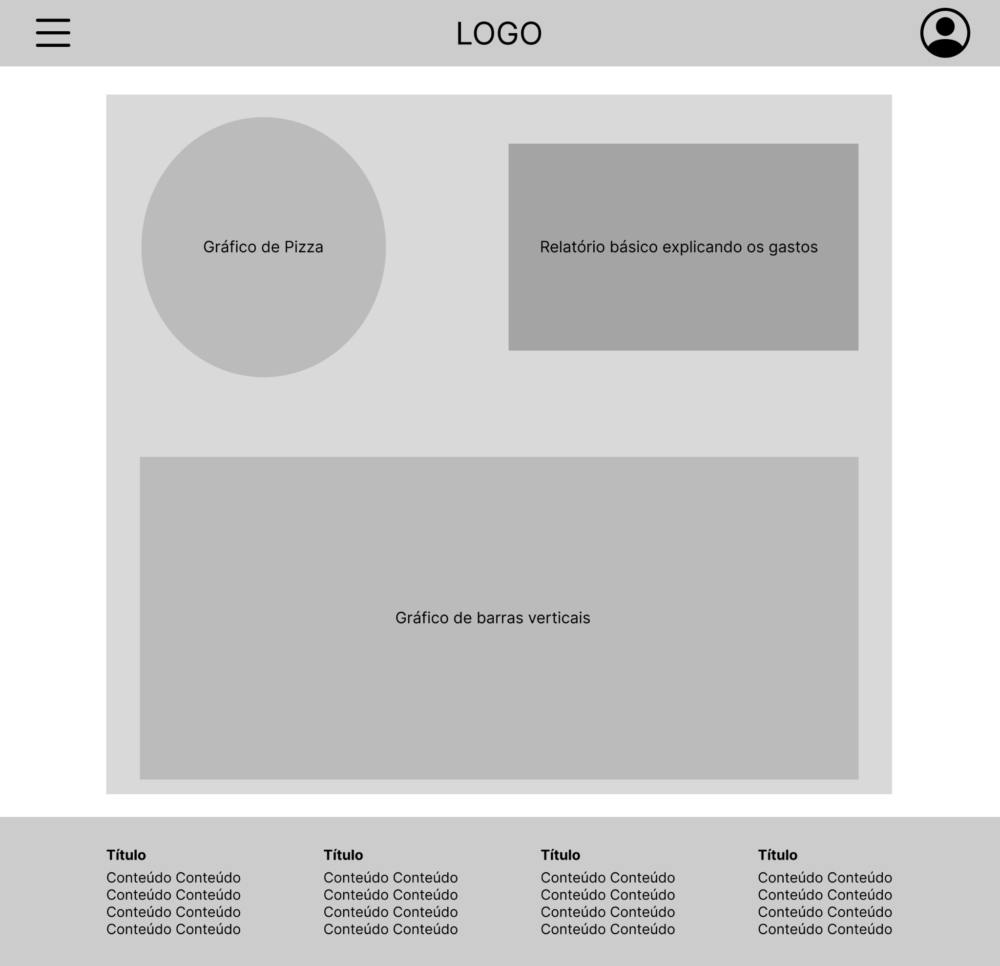 LOGO
Gráfico de Pizza
Relatório básico explicando os gastos
Gráfico de barras verticais
Título
Conteúdo Conteúdo
Conteúdo Conteúdo
Conteúdo Conteúdo
Conteúdo Conteúdo
Título
Conteúdo Conteúdo
Conteúdo Conteúdo
Conteúdo Conteúdo
Conteúdo Conteúdo
Título
Conteúdo Conteúdo
Conteúdo Conteúdo
Conteúdo Conteúdo
Conteúdo Conteúdo
Título
Conteúdo Conteúdo
Conteúdo Conteúdo
Conteúdo Conteúdo
Conteúdo Conteúdo